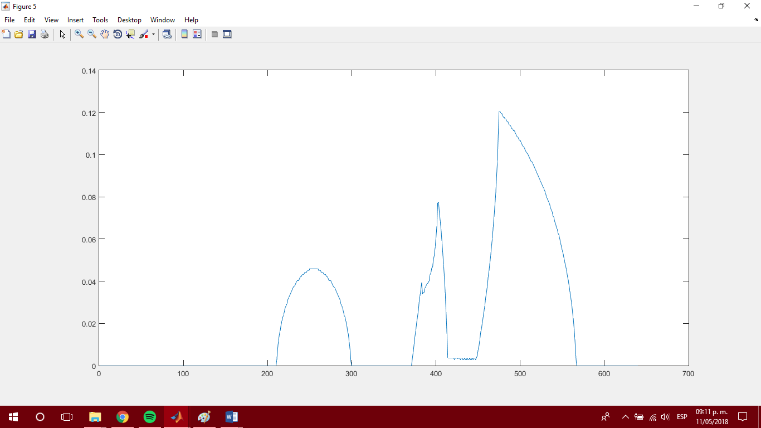 Figure 5
File Edit View Insert Tools Desktop Window Help
0.14
0.12
0.1
0.08
0.06
0.04
0.02
0
0 100 200 300 400 500 600 700
ESP
09:11 p. m.
11/05/2018